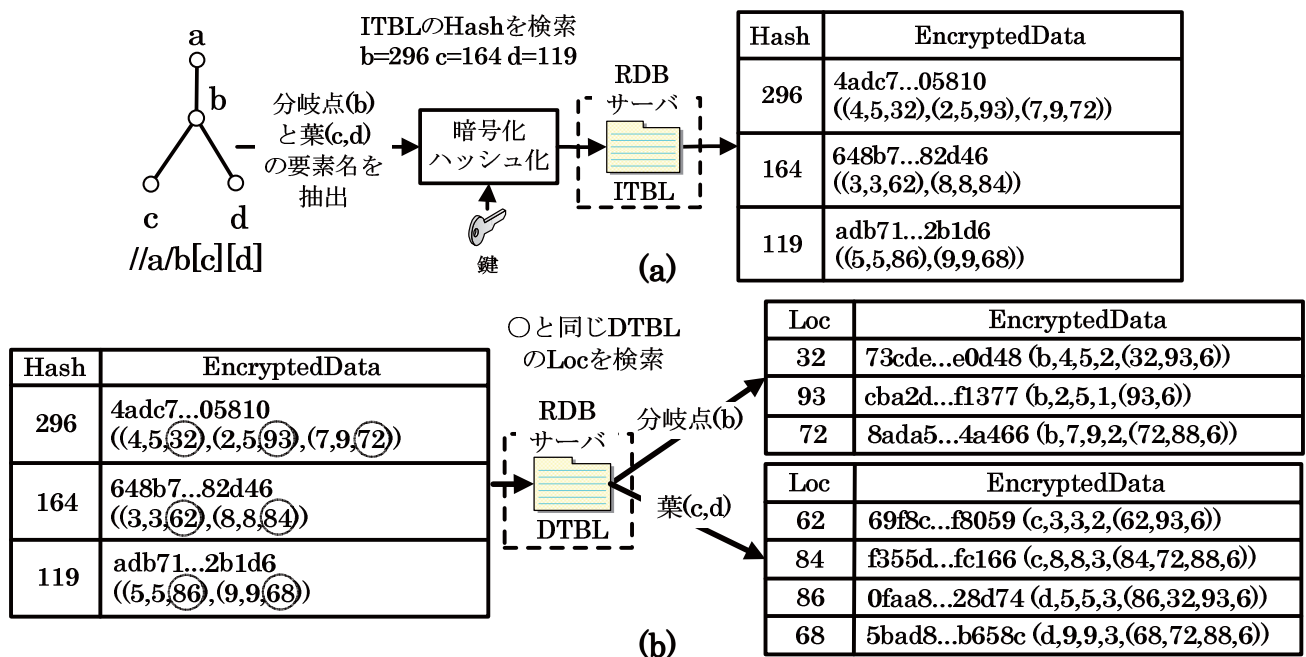 a
b
c
d
//a/b[c][d]
分岐点(b)
と葉(c,d)
の要素名を
抽出
ITBLのHashを検索
b=296 c=164 d=119
暗号化
ハッシュ化
鍵
RDB
サーバ
ITBL
Hash EncryptedData
296 4adc7...05810
((4,5,32),(2,5,93),(7,9,72))
164 648b7...82d46
((3,3,62),(8,8,84))
119 adb71...2b1d6
((5,5,86),(9,9,68))
(a)
Hash EncryptedData
296 4adc7...05810
((4,5,32),(2,5,93),(7,9,72))
164 648b7...82d46
((3,3,62),(8,8,84))
119 adb71...2b1d6
((5,5,86),(9,9,68))
○と同じDTBL
のLocを検索
RDB
サーバ
DTBL
分岐点(b)
葉(c,d)
Loc EncryptedData
32 73cde...e0d48 (b,4,5,2,(32,93,6))
93 cba2d...f1377 (b,2,5,1,(93,6))
72 8ada5...4a466 (b,7,9,2,(72,88,6))
Loc EncryptedData
62 69f8c...f8059 (c,3,3,2,(62,93,6))
84 f355d...fc166 (c,8,8,3,(84,72,88,6))
86 0faa8...28d74 (d,5,5,3,(86,32,93,6))
68 5bad8...b658c (d,9,9,3,(68,72,88,6))
(b)